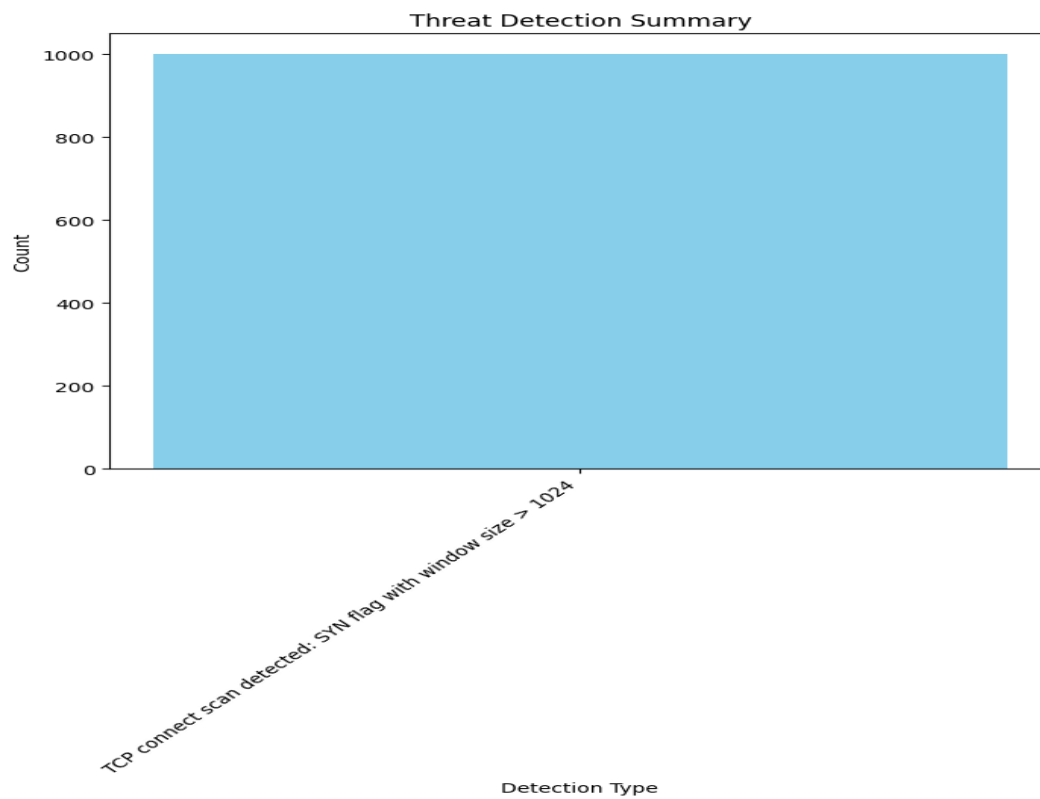 Threat Detection Summary
1000
800
600
400
200
0
Count
TCP connect scan detected: SYN flag with window size > 1024
Detection Type